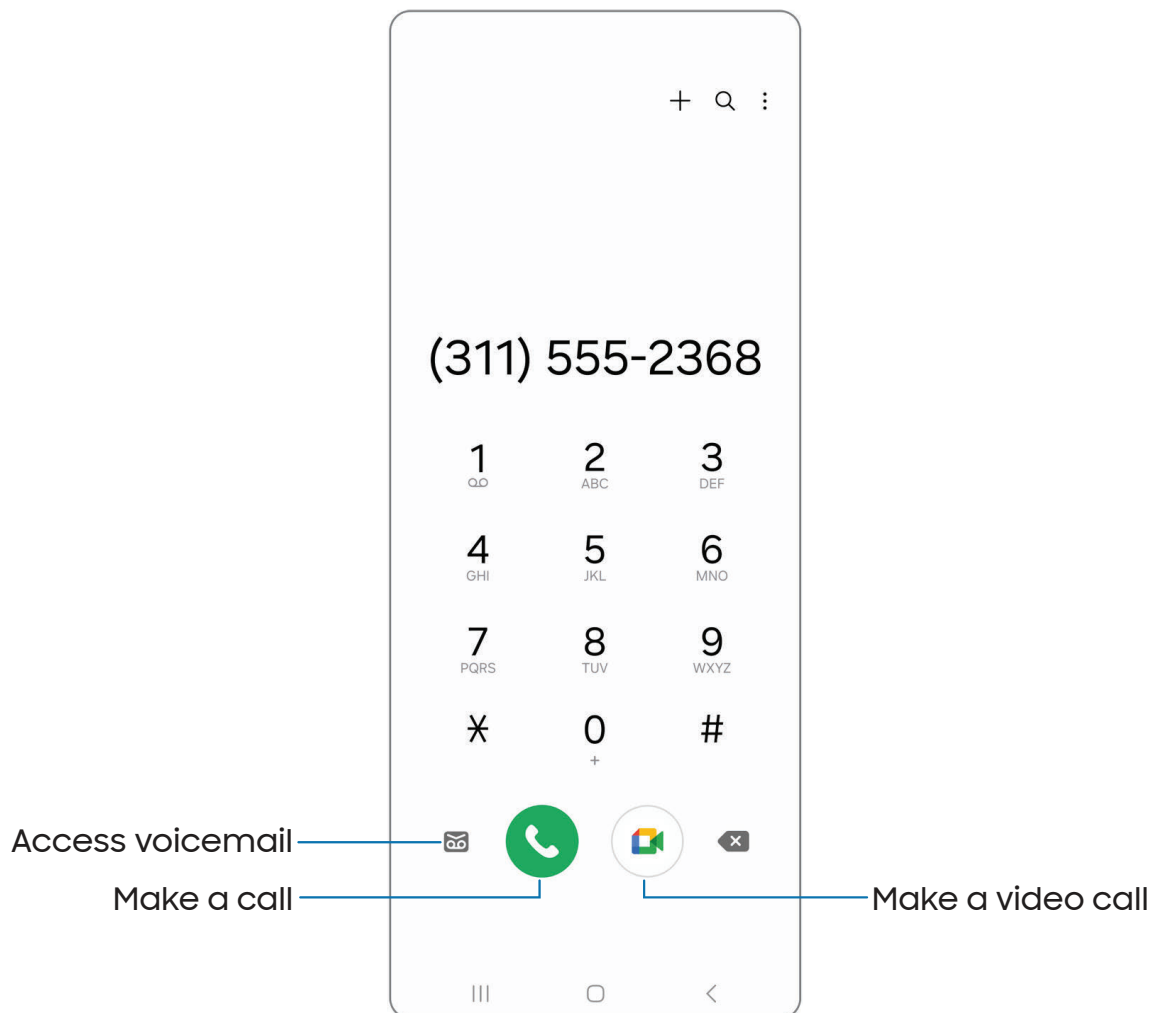 (311) 555-2368
1 2 3
ABC DEF
4 5 6
GHI JKL MNO
7 8 9
PQRS TUV WXYZ
* 0 #
+
Access voicemail
Make a call
Make a video call